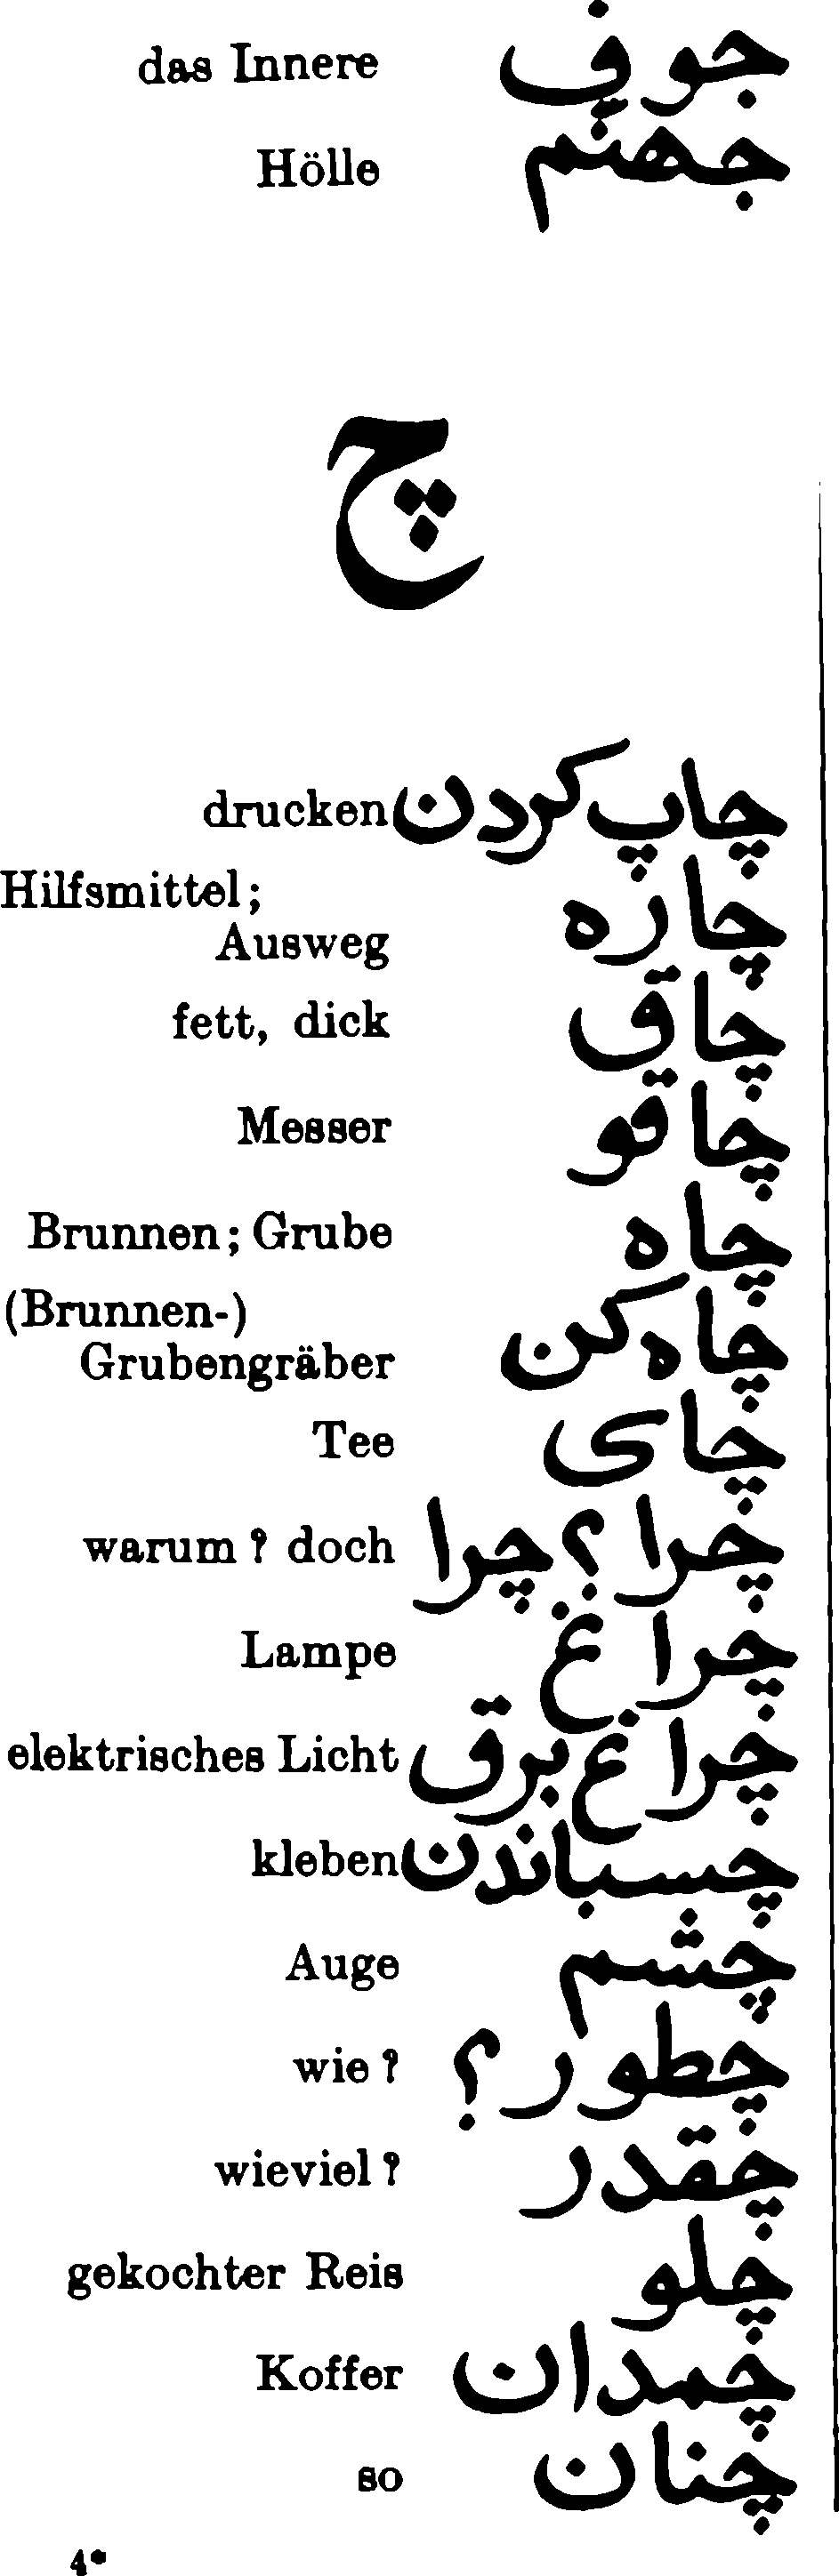 das Innere جوف
Hölle جهنّم
چ
drucken چاپ کردن
Hilfsmittel;
Ausweg چاره
fett, dick چاق
Messer چاقو
Brunnen; Grube چاه
(Brunnen-)
Grubengräber چاه کن
Tee چای
warum? doch چرا؟ چرا
Lampe چراغ
elektrisches Licht چراغ برق
kleben چسباندن
Auge چشم
wie? چطور؟
wieviel? چقدر
gekochter Reis چلو
Koffer چمدان
so چنان
4*